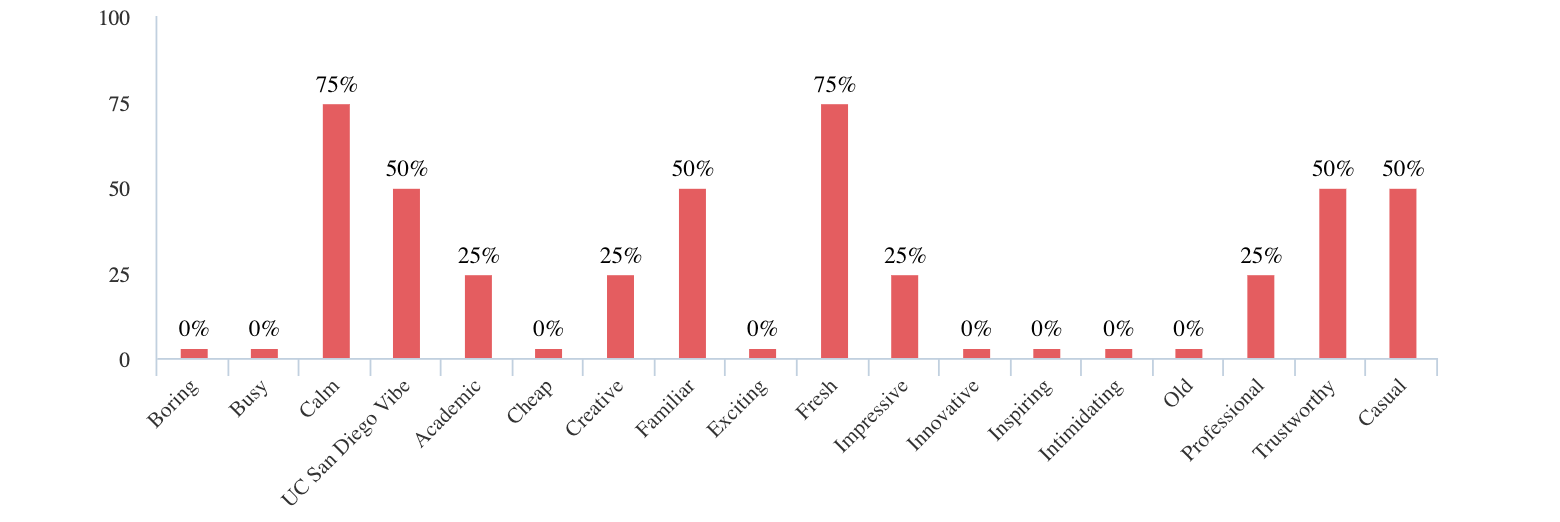 100
75
50
25
0
0%
0%
75%
50%
25%
0%
25%
50%
0%
75%
25%
0%
0%
0%
0%
25%
50%
50%
Boring
Busy
Calm
UC San Diego Vibe
Academic
Cheap
Creative
Familiar
Exciting
Fresh
Impressive
Innovative
Inspiring
Intimidating
Old
Professional
Trustworthy
Casual